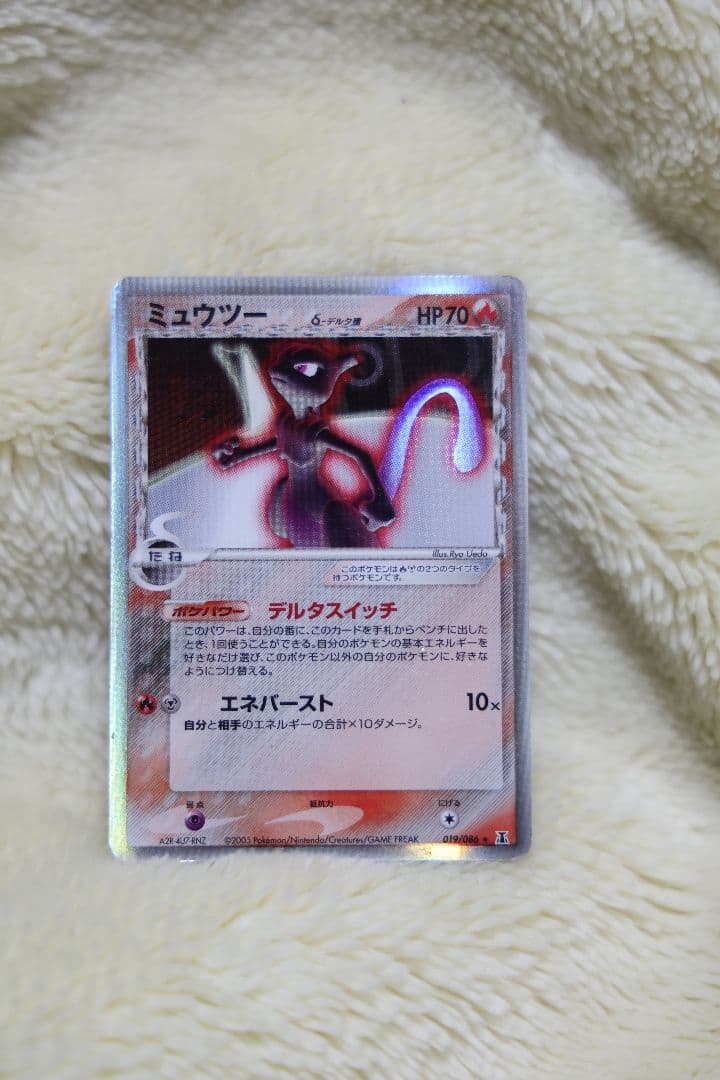 ミュウツー δ-デルタ種 HP70
たね
Illus.Ryo Ueda
このポケモンは の2つのタイプを
持つポケモンです。
ポケパワー デルタスイッチ
このパワーは、自分の番に、このカードを手札からベンチに出した
とき、1回使うことができる。自分のポケモンの基本エネルギーを
好きなだけ選び、このポケモン以外の自分のポケモンに、好きな
ようにつけ替える。
エネバースト 10×
自分と相手のエネルギーの合計×10ダメージ。
弱点 抵抗力 にげる
A2R-4U7-RNZ ©2005 Pokémon/Nintendo/Creatures/GAME FREAK 019/086 ★